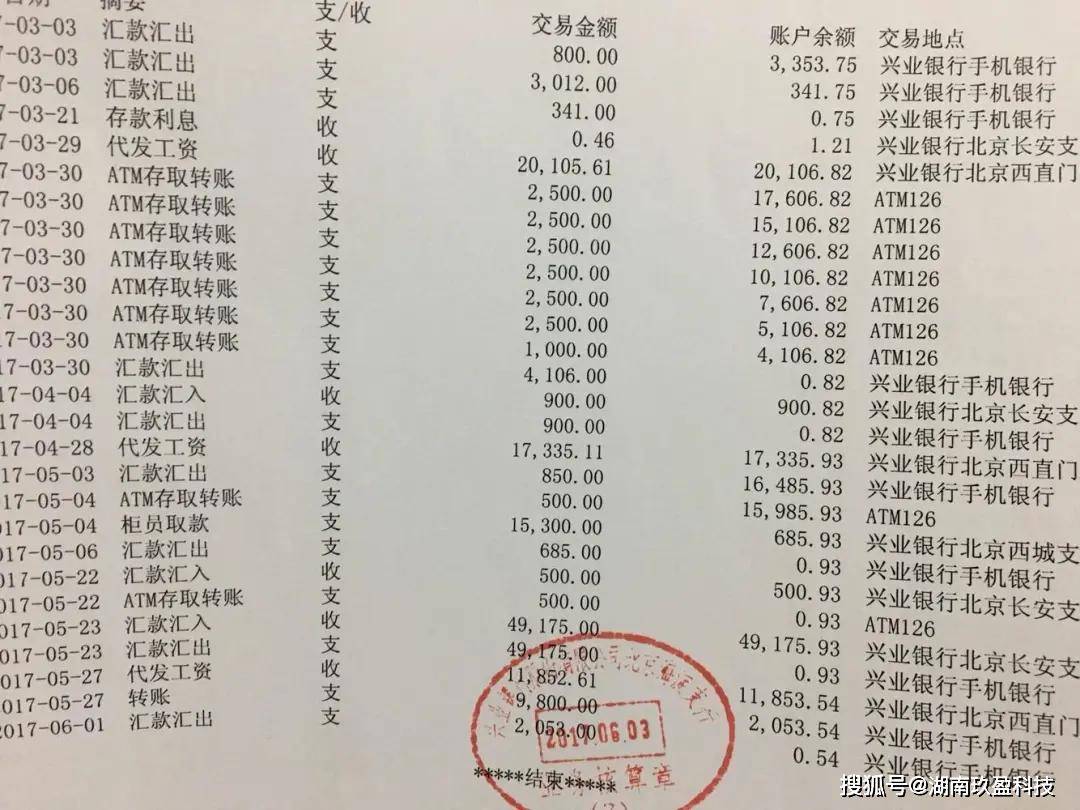 日期 摘要 支/收 交易金额 账户余额 交易地点
7-03-03 汇款汇出 支 800.00 3,353.75 兴业银行手机银行
7-03-03 汇款汇出 支 3,012.00 341.75 兴业银行手机银行
7-03-06 汇款汇出 支 341.00 0.75 兴业银行手机银行
7-03-21 存款利息 收 0.46 1.21 兴业银行北京长安支
7-03-29 代发工资 收 20,105.61 20,106.82 兴业银行北京西直门
7-03-30 ATM存取转账 支 2,500.00 17,606.82 ATM126
7-03-30 ATM存取转账 支 2,500.00 15,106.82 ATM126
7-03-30 ATM存取转账 支 2,500.00 12,606.82 ATM126
7-03-30 ATM存取转账 支 2,500.00 10,106.82 ATM126
7-03-30 ATM存取转账 支 2,500.00 7,606.82 ATM126
17-03-30 ATM存取转账 支 2,500.00 5,106.82 ATM126
17-03-30 ATM存取转账 支 1,000.00 4,106.82 ATM126
17-03-30 汇款汇出 支 4,106.00 0.82 兴业银行手机银行
17-04-04 汇款汇入 收 900.00 900.82 兴业银行北京长安支
17-04-04 汇款汇出 支 900.00 0.82 兴业银行手机银行
017-04-28 代发工资 收 17,335.11 17,335.93 兴业银行北京西直门
017-05-03 汇款汇出 支 850.00 16,485.93 兴业银行手机银行
017-05-04 ATM存取转账 支 500.00 15,985.93 ATM126
017-05-04 柜员取款 支 15,300.00 685.93 兴业银行北京西城支
017-05-06 汇款汇出 支 685.00 0.93 兴业银行手机银行
017-05-22 汇款汇入 收 500.00 500.93 兴业银行北京长安支
017-05-22 ATM存取转账 支 500.00 0.93 ATM126
017-05-23 汇款汇入 收 49,175.00 49,175.93 兴业银行北京长安支
017-05-23 汇款汇出 支 49,175.00 0.93 兴业银行手机银行
017-05-27 代发工资 收 11,852.61 11,853.54 兴业银行北京西直门
017-05-27 转账 支 9,800.00 2,053.54 兴业银行手机银行
2017-06-01 汇款汇出 支 2,053.00 0.54 兴业银行手机银行
2017.06.03
*****结束*****
搜狐号@湖南玖盈科技